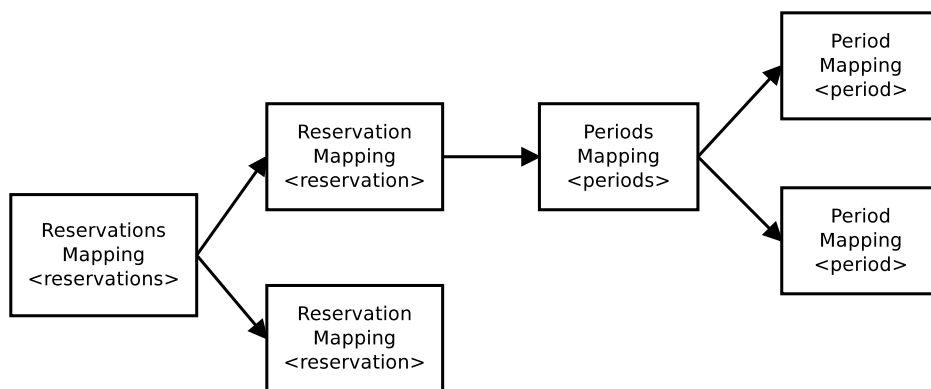 Reservations
Mapping
<reservations>
Reservation
Mapping
<reservation>
Reservation
Mapping
<reservation>
Periods
Mapping
<periods>
Period
Mapping
<period>
Period
Mapping
<period>